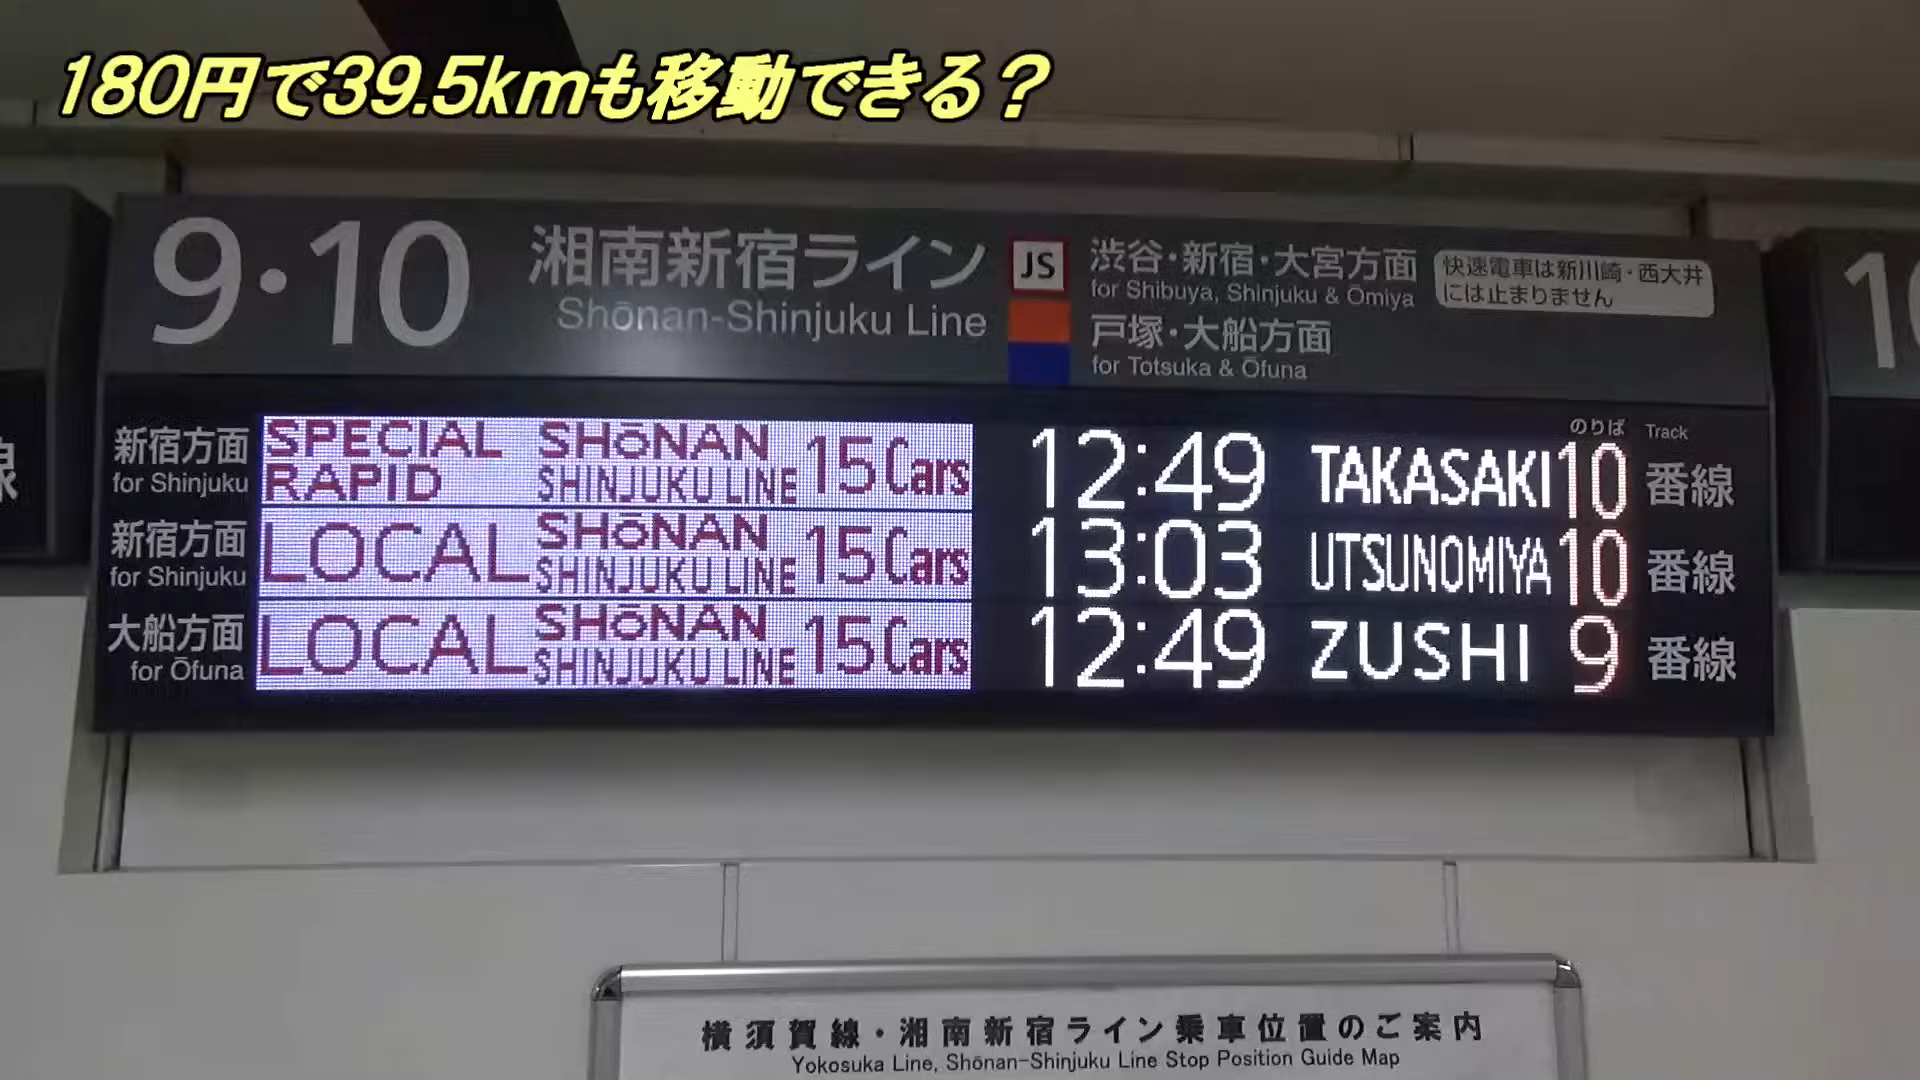 180円で39.5kmも移動できる？
9・10 湘南新宿ライン JS 渋谷・新宿・大宮方面 快速電車は新川崎・西大井
には止まりません
Shōnan-Shinjuku Line for Shibuya, Shinjuku & Ōmiya
戸塚・大船方面
for Totsuka & Ōfuna
のりば Track
新宿方面 SPECIAL RAPID SHōNAN SHINJUKU LINE 15 Cars 12:49 TAKASAKI 10 番線
for Shinjuku
新宿方面 LOCAL SHōNAN SHINJUKU LINE 15 Cars 13:03 UTSUNOMIYA 10 番線
for Shinjuku
大船方面 LOCAL SHōNAN SHINJUKU LINE 15 Cars 12:49 ZUSHI 9 番線
for Ōfuna
横須賀線・湘南新宿ライン乗車位置のご案内
Yokosuka Line, Shōnan-Shinjuku Line Stop Position Guide Map